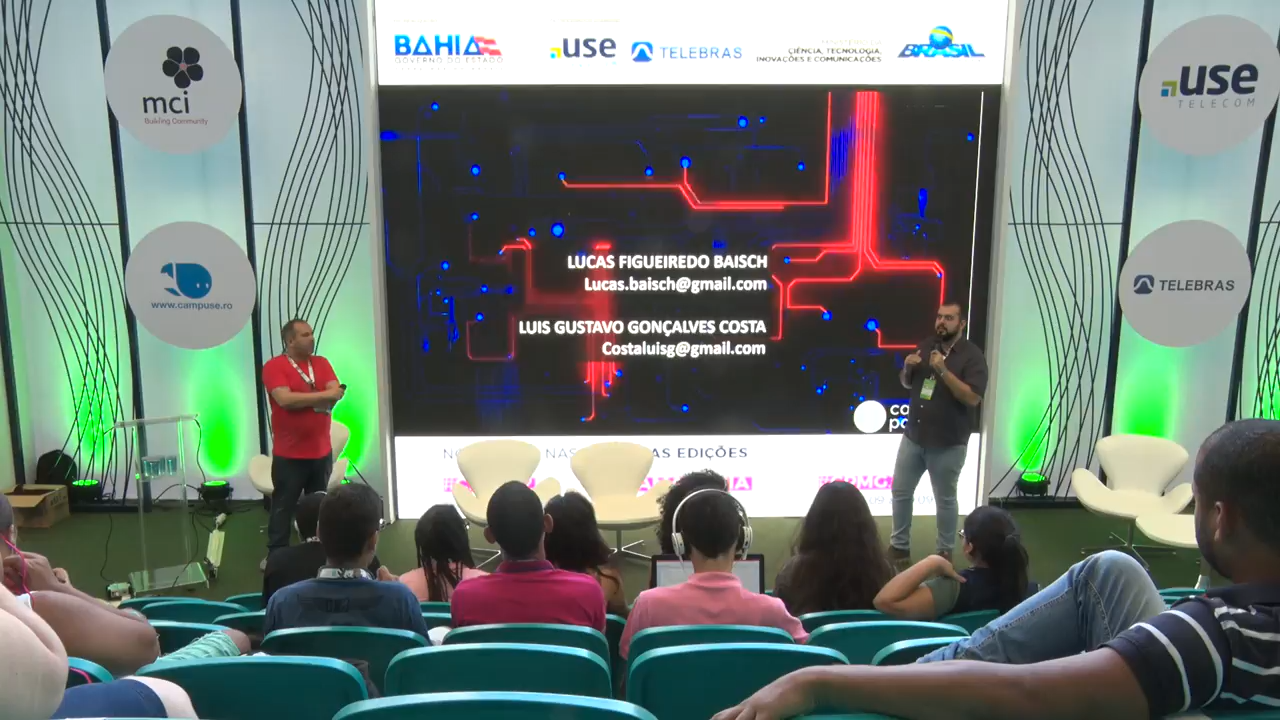 BAHIA
GOVERNO DO ESTADO
.USE
TELEBRAS
CIÊNCIA, TECNOLOGIA,
INOVAÇÕES E COMUNICAÇÕES
BRASIL
mci
Building Community
.USE
TELECOM
www.campuse.ro
TELEBRAS
LUCAS FIGUEIREDO BAISCH
Lucas.baisch@gmail.com
LUIS GUSTAVO GONÇALVES COSTA
Costaluisg@gmail.com
EDIÇÕES